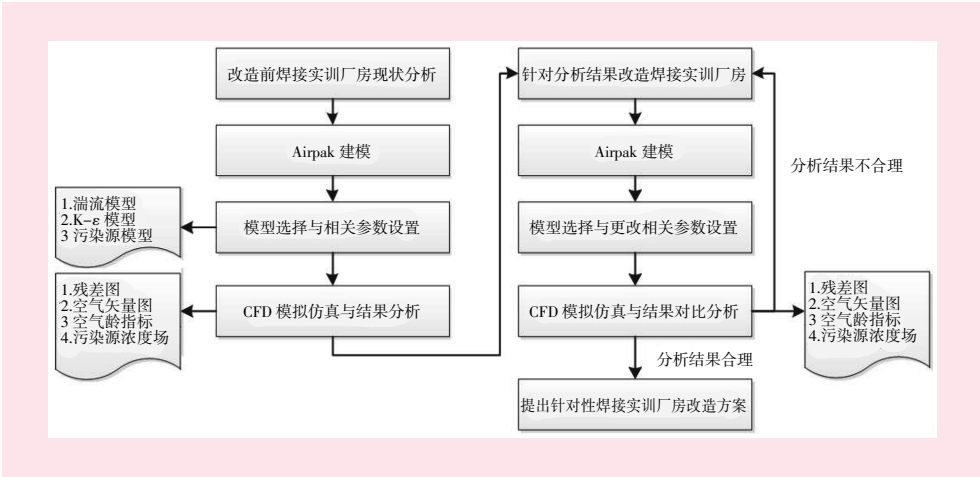 改造前焊接实训厂房现状分析
Airpak 建模
模型选择与相关参数设置
1.湍流模型
2.K-ε 模型
3 污染源模型
CFD 模拟仿真与结果分析
1.残差图
2.空气矢量图
3 空气龄指标
4.污染源浓度场
针对分析结果改造焊接实训厂房
Airpak 建模
模型选择与更改相关参数设置
CFD 模拟仿真与结果对比分析
分析结果不合理
1.残差图
2.空气矢量图
3 空气龄指标
4.污染源浓度场
分析结果合理
提出针对性焊接实训厂房改造方案